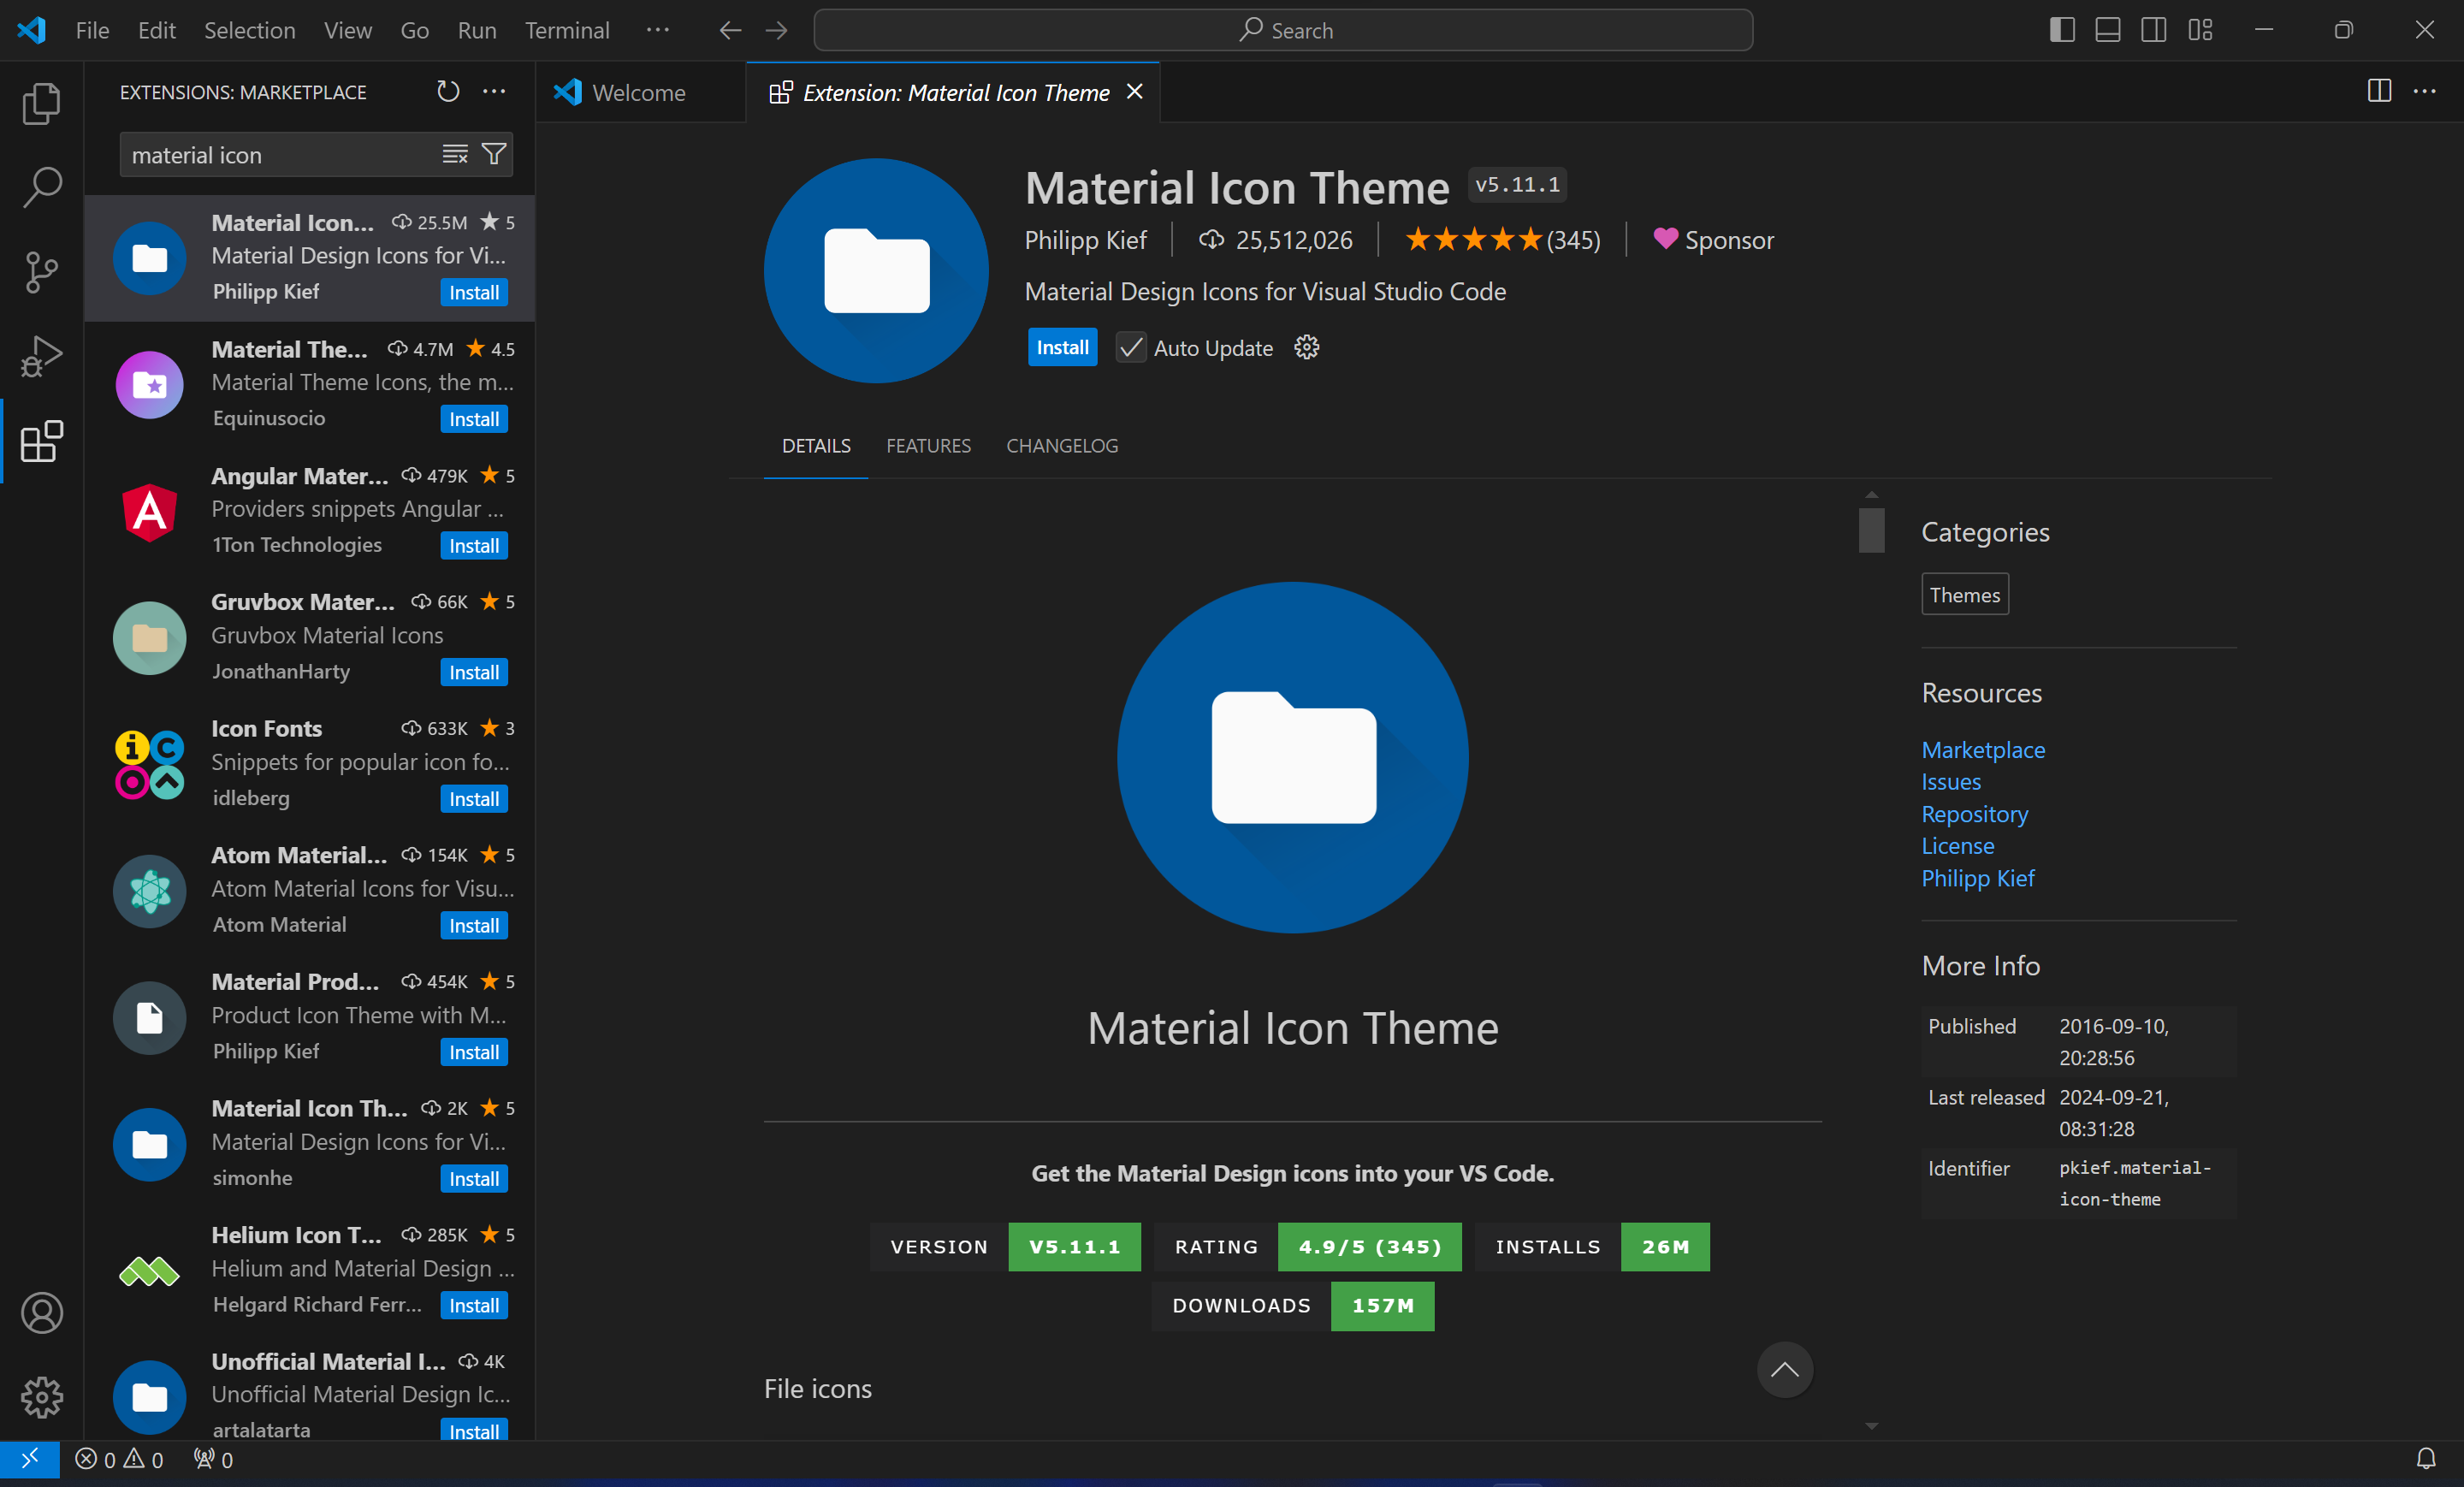 File Edit Selection View Go Run Terminal ···
Search
EXTENSIONS: MARKETPLACE
material icon
Material Icon... 25.5M ★ 5
Material Design Icons for Vi...
Philipp Kief Install
Material The... 4.7M ★ 4.5
Material Theme Icons, the m...
Equinusocio Install
Angular Mater... 479K ★ 5
Providers snippets Angular ...
1Ton Technologies Install
Gruvbox Mater... 66K ★ 5
Gruvbox Material Icons
JonathanHarty Install
Icon Fonts 633K ★ 3
Snippets for popular icon fo...
idleberg Install
Atom Material... 154K ★ 5
Atom Material Icons for Visu...
Atom Material Install
Material Prod... 454K ★ 5
Product Icon Theme with M...
Philipp Kief Install
Material Icon Th... 2K ★ 5
Material Design Icons for Vi...
simonhe Install
Helium Icon T... 285K ★ 5
Helium and Material Design ...
Helgard Richard Ferr... Install
Unofficial Material I... 4K
Unofficial Material Design Ic...
artalatarta Install
Welcome
Extension: Material Icon Theme
Material Icon Theme v5.11.1
Philipp Kief 25,512,026 ★★★★★(345) Sponsor
Material Design Icons for Visual Studio Code
Install Auto Update
DETAILS FEATURES CHANGELOG
Material Icon Theme
Get the Material Design icons into your VS Code.
VERSION V5.11.1 RATING 4.9/5 (345) INSTALLS 26M
DOWNLOADS 157M
File icons
Categories
Themes
Resources
Marketplace
Issues
Repository
License
Philipp Kief
More Info
Published 2016-09-10,
20:28:56
Last released 2024-09-21,
08:31:28
Identifier pkief.material-
icon-theme
0 0 0